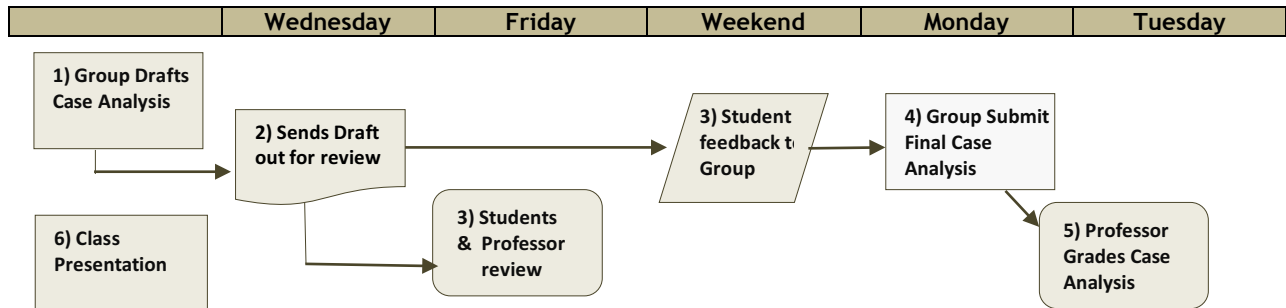 Wednesday Friday Weekend Monday Tuesday
1) Group Drafts
Case Analysis
2) Sends Draft
out for review
3) Student
feedback t
Group
4) Group Submit
Final Case
Analysis
3) Students
& Professor
review
5) Professor
Grades Case
Analysis
6) Class
Presentation